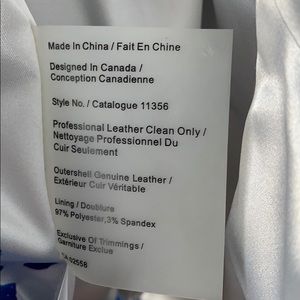 Made In China / Fait En Chine
Designed In Canada /
Conception Canadienne
Style No. / Catalogue 11356
Professional Leather Clean Only /
Nettoyage Professionnel Du
Cuir Seulement
Outershell Genuine Leather /
Extérieur Cuir Véritable
Lining / Doublure
97% Polyester,3% Spandex
Exclusive Of Trimmings /
Garniture Exclue
CA 02558